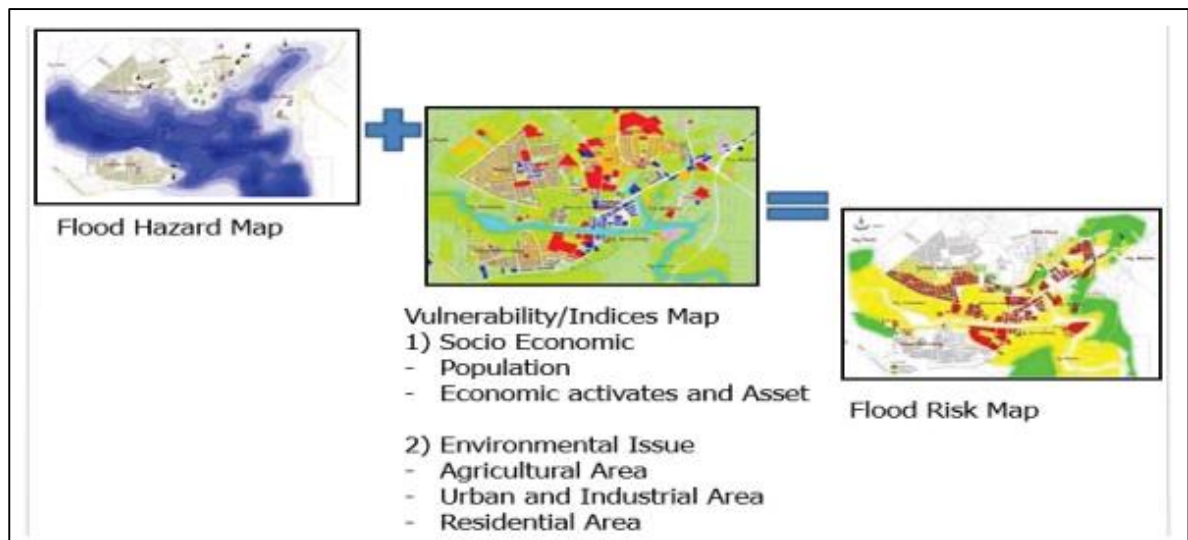 Flood Hazard Map
Vulnerability/Indices Map
1) Socio Economic
- Population
- Economic activates and Asset
2) Environmental Issue
- Agricultural Area
- Urban and Industrial Area
- Residential Area
Flood Risk Map